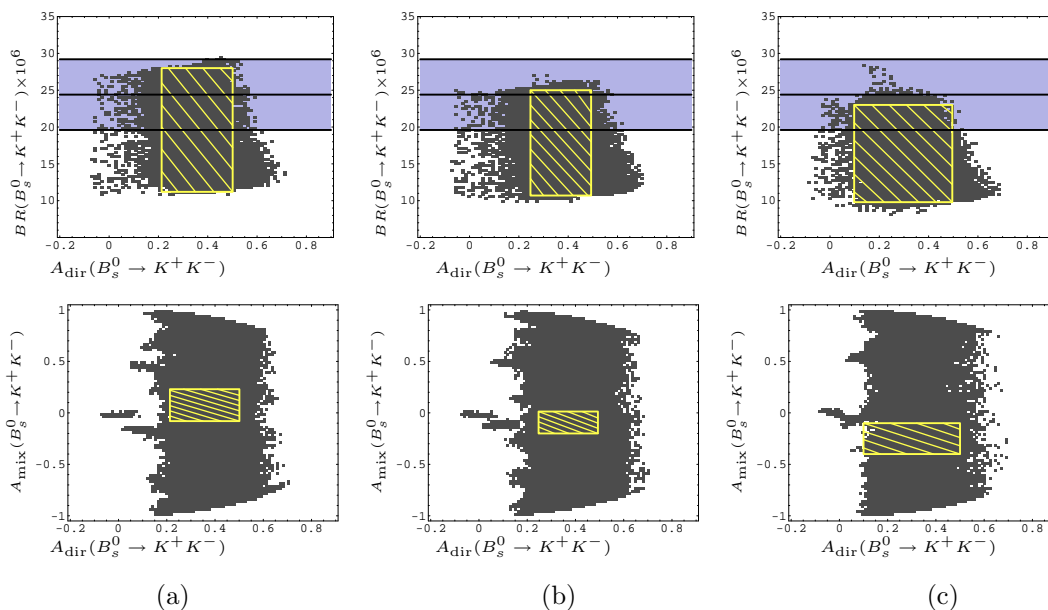 35
30
25
20
15
10
-0.2 0 0.2 0.4 0.6 0.8
BR(B_s^0→K^+K^-)×10^6
A_dir(B_s^0 → K^+K^-)
35
30
25
20
15
10
-0.2 0 0.2 0.4 0.6 0.8
BR(B_s^0→K^+K^-)×10^6
A_dir(B_s^0 → K^+K^-)
35
30
25
20
15
10
-0.2 0 0.2 0.4 0.6 0.8
BR(B_s^0→K^+K^-)×10^6
A_dir(B_s^0 → K^+K^-)
1
0.5
0
-0.5
-1
-0.2 0 0.2 0.4 0.6 0.8
A_mix(B_s^0→K^+K^-)
A_dir(B_s^0 → K^+K^-)
1
0.5
0
-0.5
-1
-0.2 0 0.2 0.4 0.6 0.8
A_mix(B_s^0→K^+K^-)
A_dir(B_s^0 → K^+K^-)
1
0.5
0
-0.5
-1
-0.2 0 0.2 0.4 0.6 0.8
A_mix(B_s^0→K^+K^-)
A_dir(B_s^0 → K^+K^-)
(a) (b) (c)